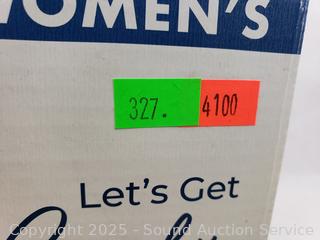 WOMEN'S
327. 4100
Let's Get
Copyright 2025 - Sound Auction Service